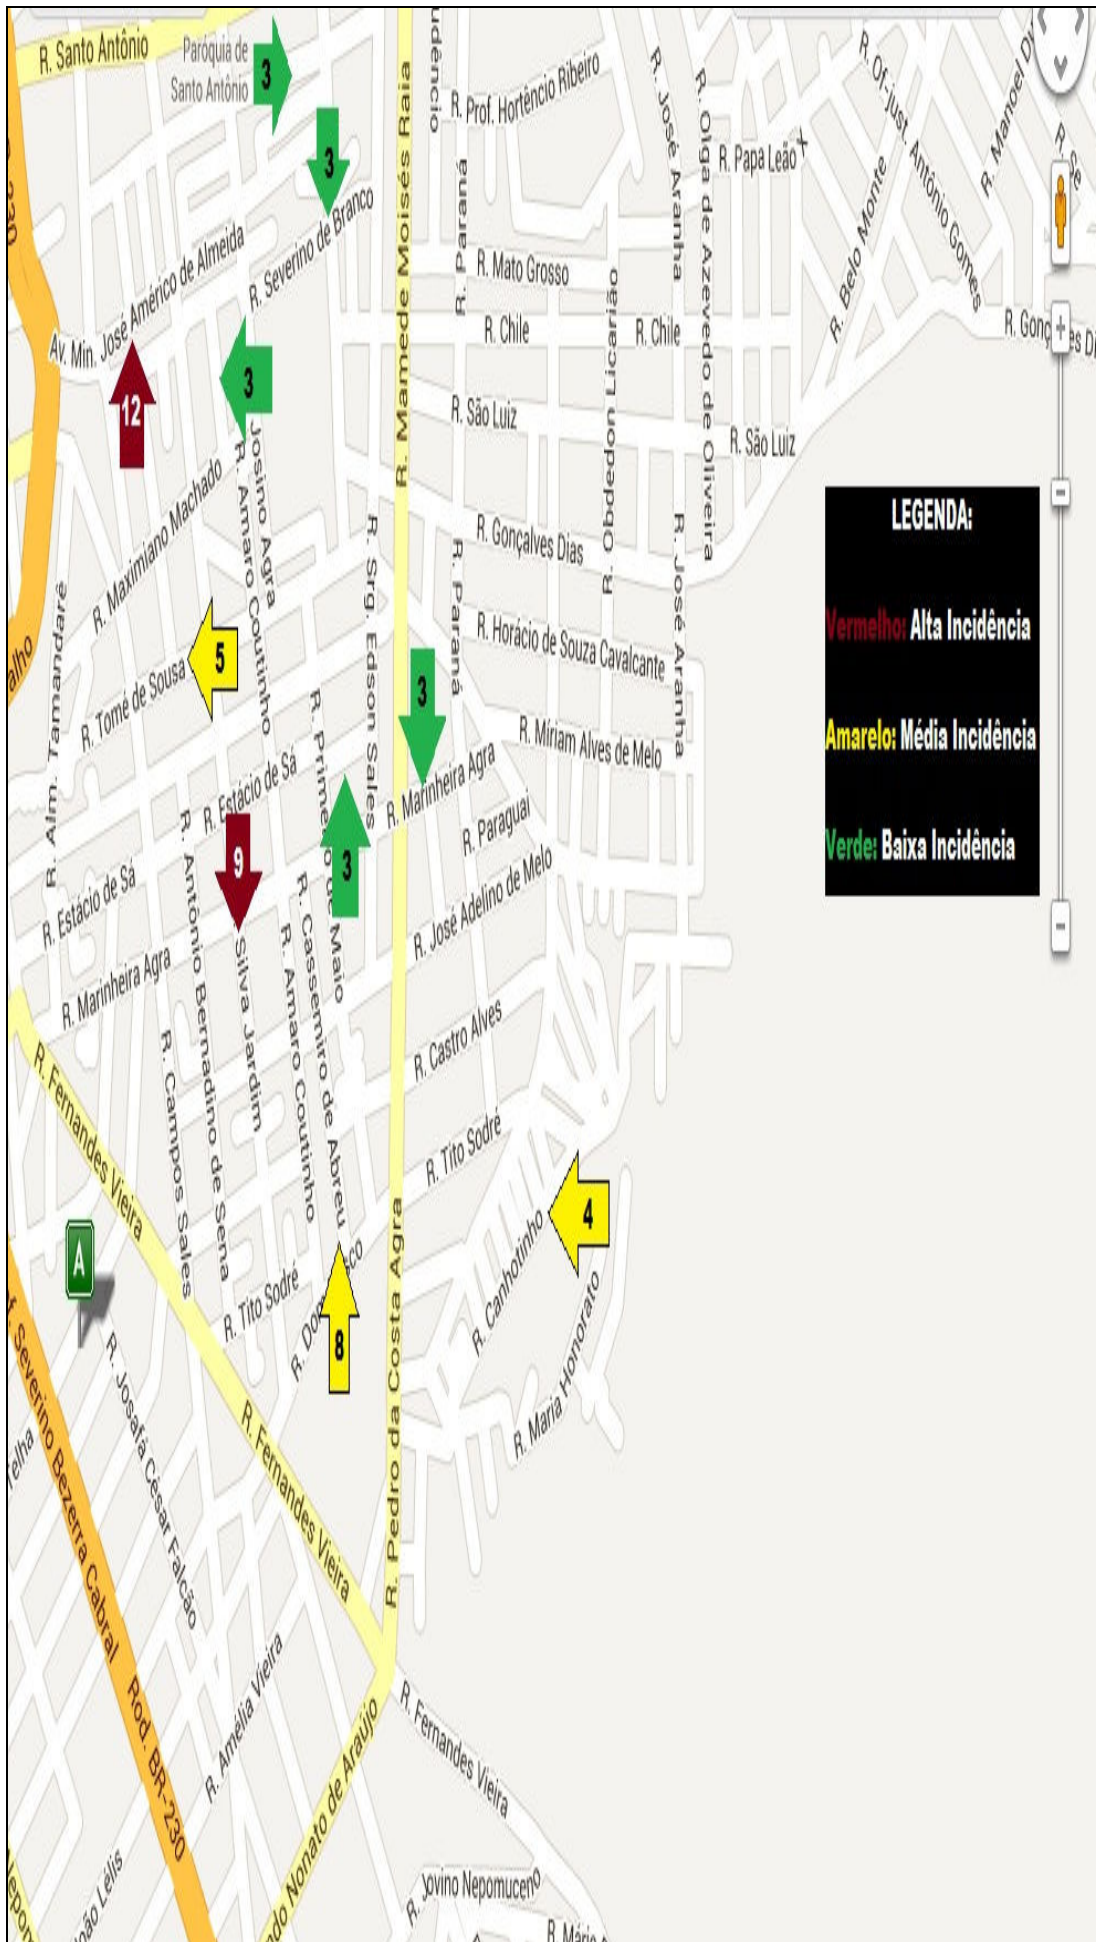 R. Santo Antônio
Paróquia de
Santo Antônio
3
3
R. Prof. Hortêncio Ribeiro
R. José Aranha
R. Olga de Azevedo de Oliveira
R. Papa Leão X
R. Of. Just. Antônio Gomes
R. Belo Monte
R. Mamede Moisés Raia
R. Paraná
R. Paraná
R. Mato Grosso
R. Severino de Branco
Av. Min. José Américo de Almeida
R. Chile
R. Chile
R. Obdedon Licarião
3
12
R. São Luiz
R. São Luiz
Josino Agra
R. Amaro Coutinho
R. Maximiano Machado
R. Gonçalves Dias
R. Srg. Edson Sales
LEGENDA:
Vermelho: Alta Incidência
Amarelo: Média Incidência
Verde: Baixa Incidência
R. Alm. Tamandarê
R. Horácio de Souza Cavalcante
R. José Aranha
5
R. Tomé de Sousa
3
R. Míriam Alves de Melo
R. Estácio de Sá
R. Marinheira Agra
R. Paraguai
9
3
R. Estácio de Sá
R. José Adelino de Melo
R. Antônio Bernadino de Sena
Silva Jardim
R. Amaro Coutinho
R. Cassemiro de Abreu
R. Marinheira Agra
R. Castro Alves
R. Campos Sales
R. Fernandes Vieira
R. Tito Sodré
4
A
R. Pedro da Costa Agra
R. Tito Sodré
8
R. Canhotinho
R. Maria Honorato
R. Josafá César Falcão
Severino Bezerra Cabral
R. Fernandes Vieira
Rod. BR-230
R. Amélia Vieira
R. Fernandes Vieira
Nonato de Araújo
R. Jovino Nepomuceno